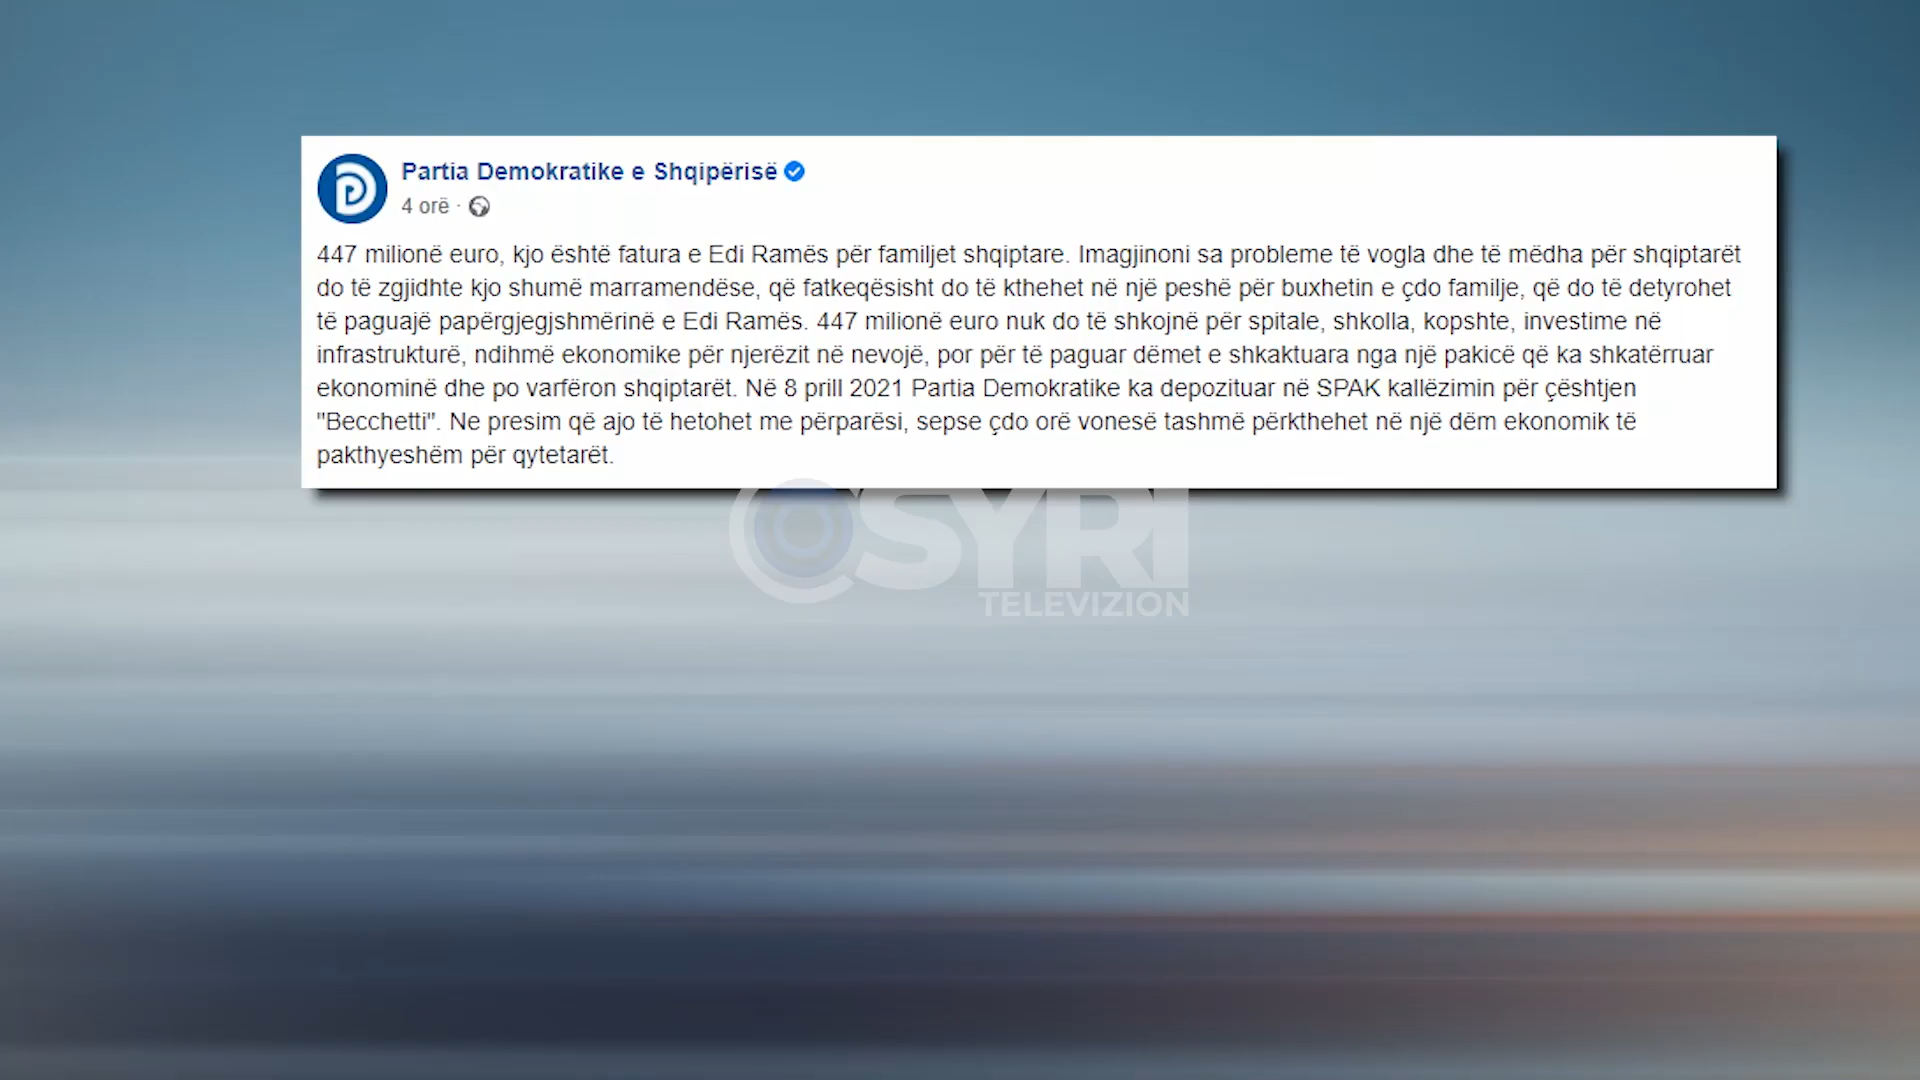 Partia Demokratike e Shqipërisë
4 orë ·
447 milionë euro, kjo është fatura e Edi Ramës për familjet shqiptare. Imagjinoni sa probleme të vogla dhe të mëdha për shqiptarët
do të zgjidhte kjo shumë marramendëse, që fatkeqësisht do të kthehet në një peshë për buxhetin e çdo familje, që do të detyrohet
të paguajë papërgjegjshmërinë e Edi Ramës. 447 milionë euro nuk do të shkojnë për spitale, shkolla, kopshte, investime në
infrastrukturë, ndihmë ekonomike për njerëzit në nevojë, por për të paguar dëmet e shkaktuara nga një pakicë që ka shkatërruar
ekonominë dhe po varfëron shqiptarët. Në 8 prill 2021 Partia Demokratike ka depozituar në SPAK kallëzimin për çështjen
"Becchetti". Ne presim që ajo të hetohet me përparësi, sepse çdo orë vonesë tashmë përkthehet në një dëm ekonomik të
pakthyeshëm për qytetarët.
SYRI
TELEVIZION